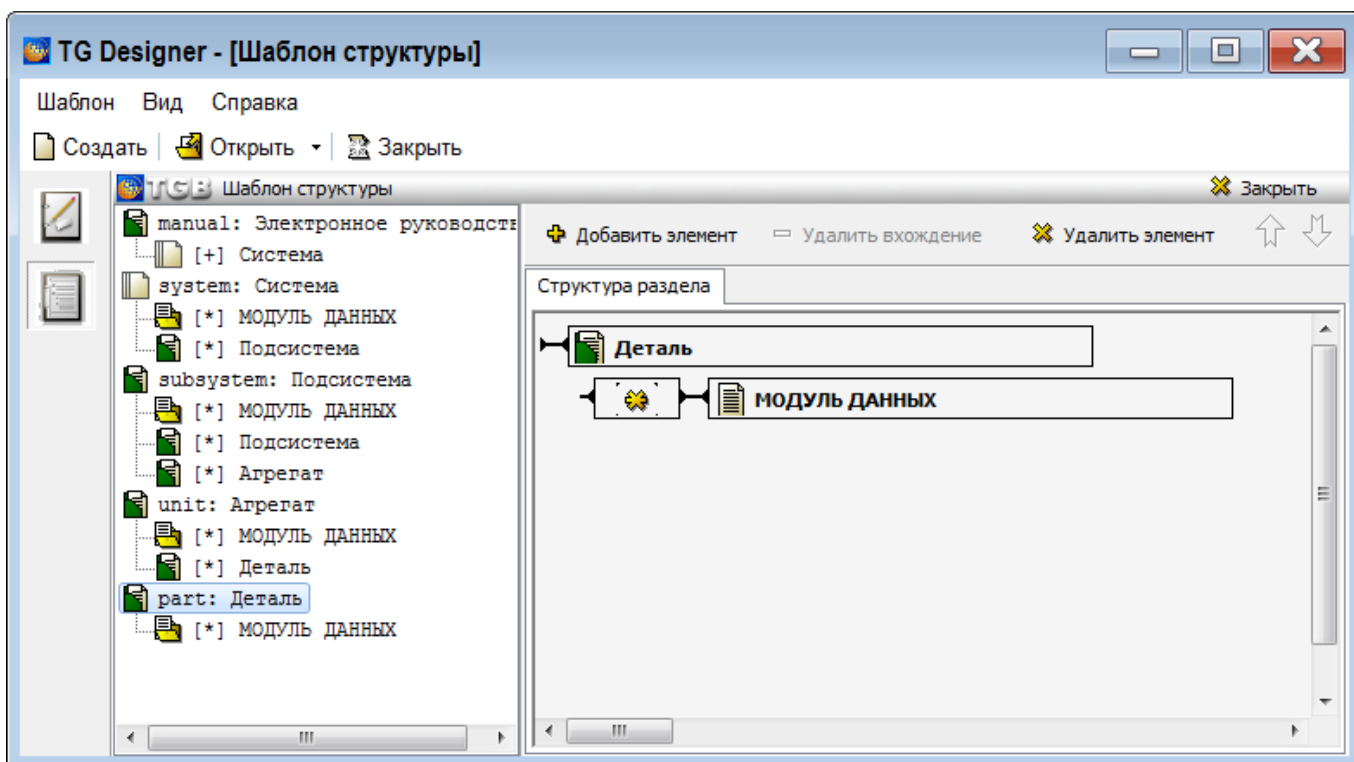 TG Designer - [Шаблон структуры]
Шаблон Вид Справка
Создать Открыть Закрыть
TGB Шаблон структуры Закрыть
manual: Электронное руководств
[+] Система
system: Система
[*] МОДУЛЬ ДАННЫХ
[*] Подсистема
subsystem: Подсистема
[*] МОДУЛЬ ДАННЫХ
[*] Подсистема
[*] Агрегат
unit: Агрегат
[*] МОДУЛЬ ДАННЫХ
[*] Деталь
part: Деталь
[*] МОДУЛЬ ДАННЫХ
Добавить элемент Удалить вхождение Удалить элемент
Структура раздела
Деталь
МОДУЛЬ ДАННЫХ